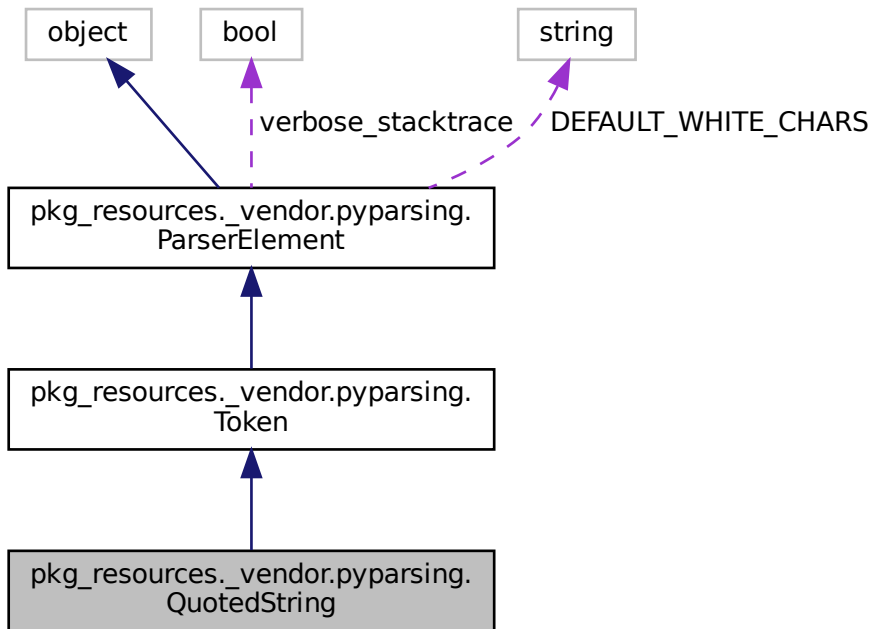 object
bool
string
verbose_stacktrace
DEFAULT_WHITE_CHARS
pkg_resources._vendor.pyparsing.
ParserElement
pkg_resources._vendor.pyparsing.
Token
pkg_resources._vendor.pyparsing.
QuotedString